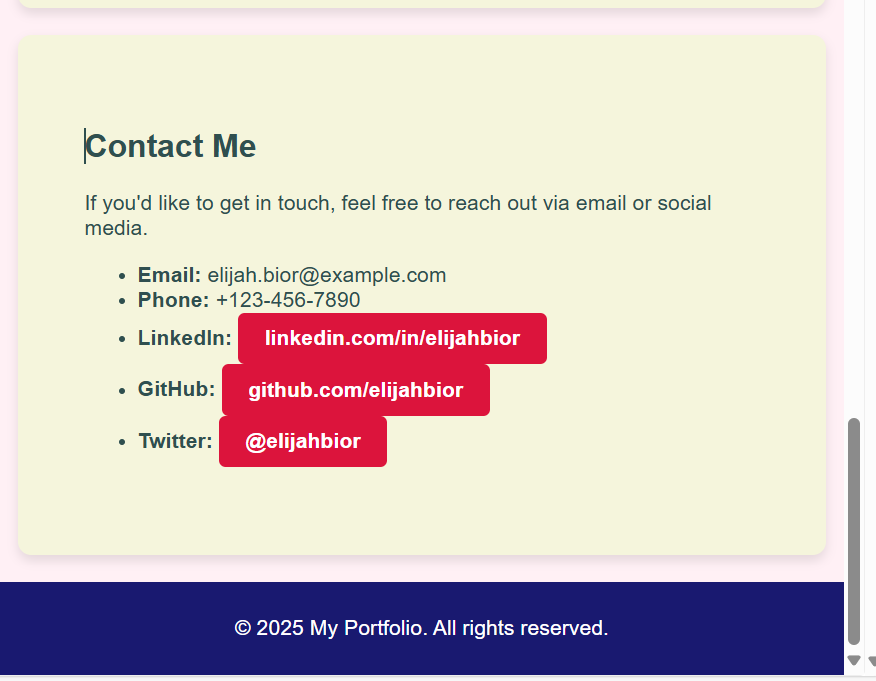 Contact Me
If you'd like to get in touch, feel free to reach out via email or social
media.
Email: elijah.bior@example.com
Phone: +123-456-7890
LinkedIn: linkedin.com/in/elijahbior
GitHub: github.com/elijahbior
Twitter: @elijahbior
© 2025 My Portfolio. All rights reserved.